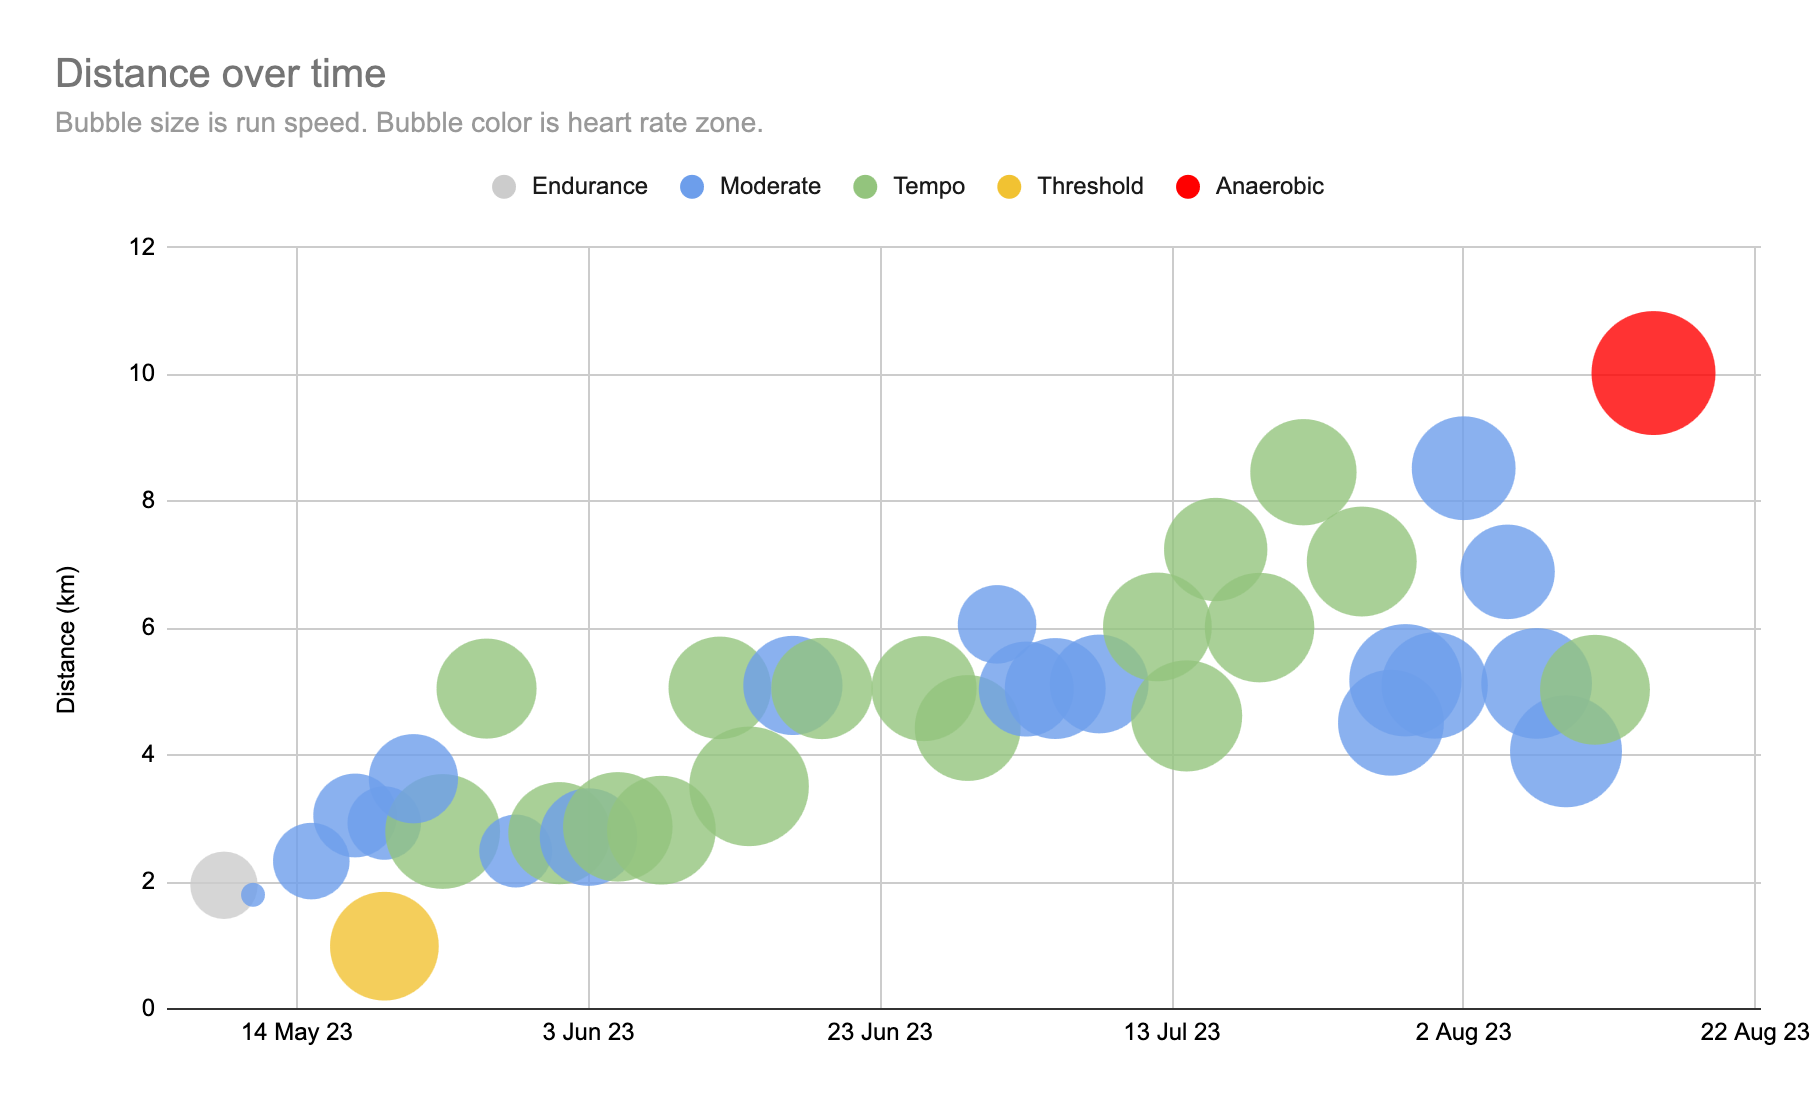 Distance over time
Bubble size is run speed. Bubble color is heart rate zone.
Endurance Moderate Tempo Threshold Anaerobic
12
10
8
6
4
2
0
Distance (km)
14 May 23 3 Jun 23 23 Jun 23 13 Jul 23 2 Aug 23 22 Aug 23